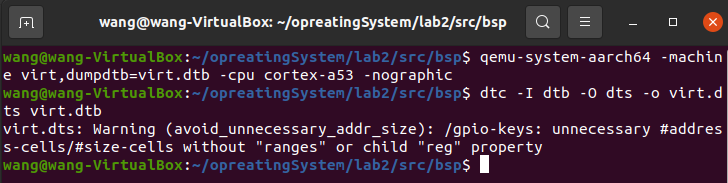 wang@wang-VirtualBox: ~/opreatingSystem/lab2/src/bsp
wang@wang-VirtualBox:~/opreatingSystem/lab2/src/bsp$ qemu-system-aarch64 -machin
e virt,dumpdtb=virt.dtb -cpu cortex-a53 -nographic
wang@wang-VirtualBox:~/opreatingSystem/lab2/src/bsp$ dtc -I dtb -O dts -o virt.d
ts virt.dtb
virt.dts: Warning (avoid_unnecessary_addr_size): /gpio-keys: unnecessary #addres
s-cells/#size-cells without "ranges" or child "reg" property
wang@wang-VirtualBox:~/opreatingSystem/lab2/src/bsp$